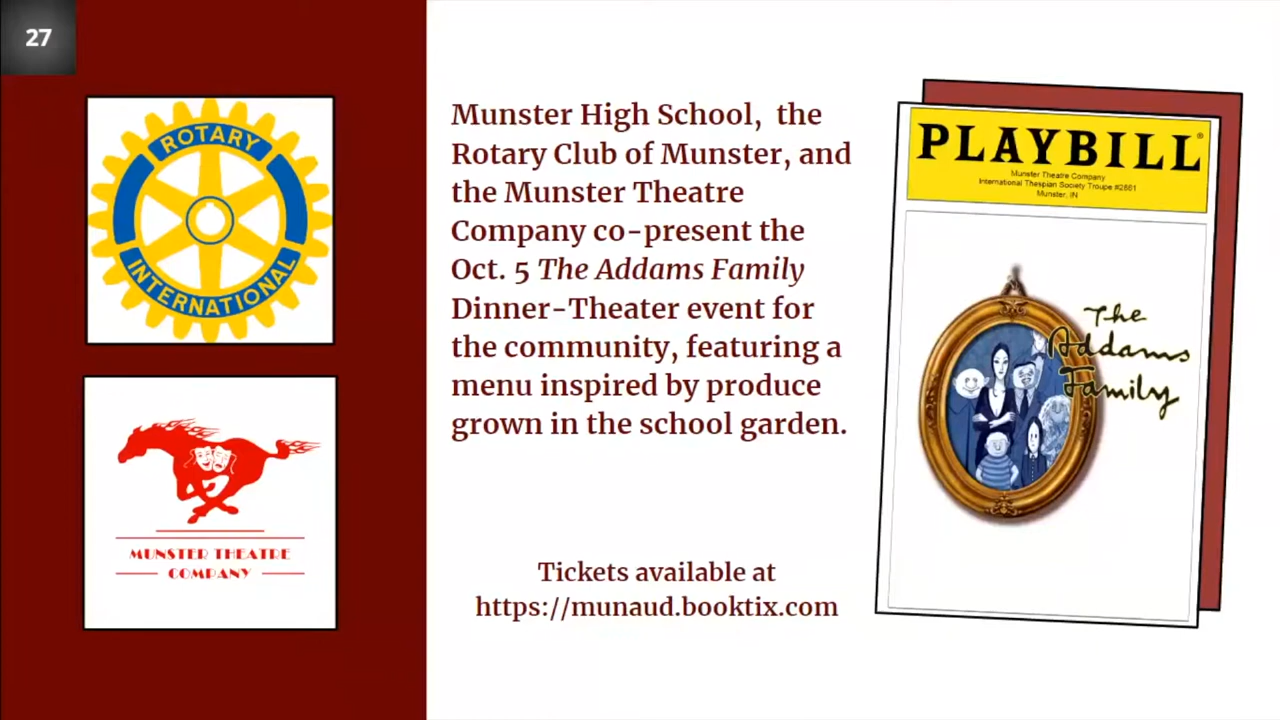 27
ROTARY
INTERNATIONAL
MUNSTER THEATRE
COMPANY
Munster High School,  the
Rotary Club of Munster, and
the Munster Theatre
Company co-present the
Oct. 5 The Addams Family
Dinner-Theater event for
the community, featuring a
menu inspired by produce
grown in the school garden.
Tickets available at
https://munaud.booktix.com
PLAYBILL®
Munster Theatre Company
International Thespian Society Troupe #2861
Munster, IN
The
Addams
Family